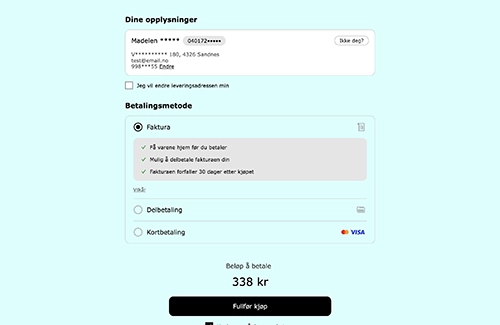 Dine opplysninger
Madelen ***** 040172••••• Ikke deg?
V********** 180, 4326 Sandnes
test@email.no
998***55 Endre
Jeg vil endre leveringsadressen min
Betalingsmetode
Faktura
Få varene hjem før du betaler
Mulig å delbetale fakturaen din
Fakturaen forfaller 30 dager etter kjøpet
Vilkår
Delbetaling
Kortbetaling VISA
Beløp å betale
338 kr
Fullfør kjøp